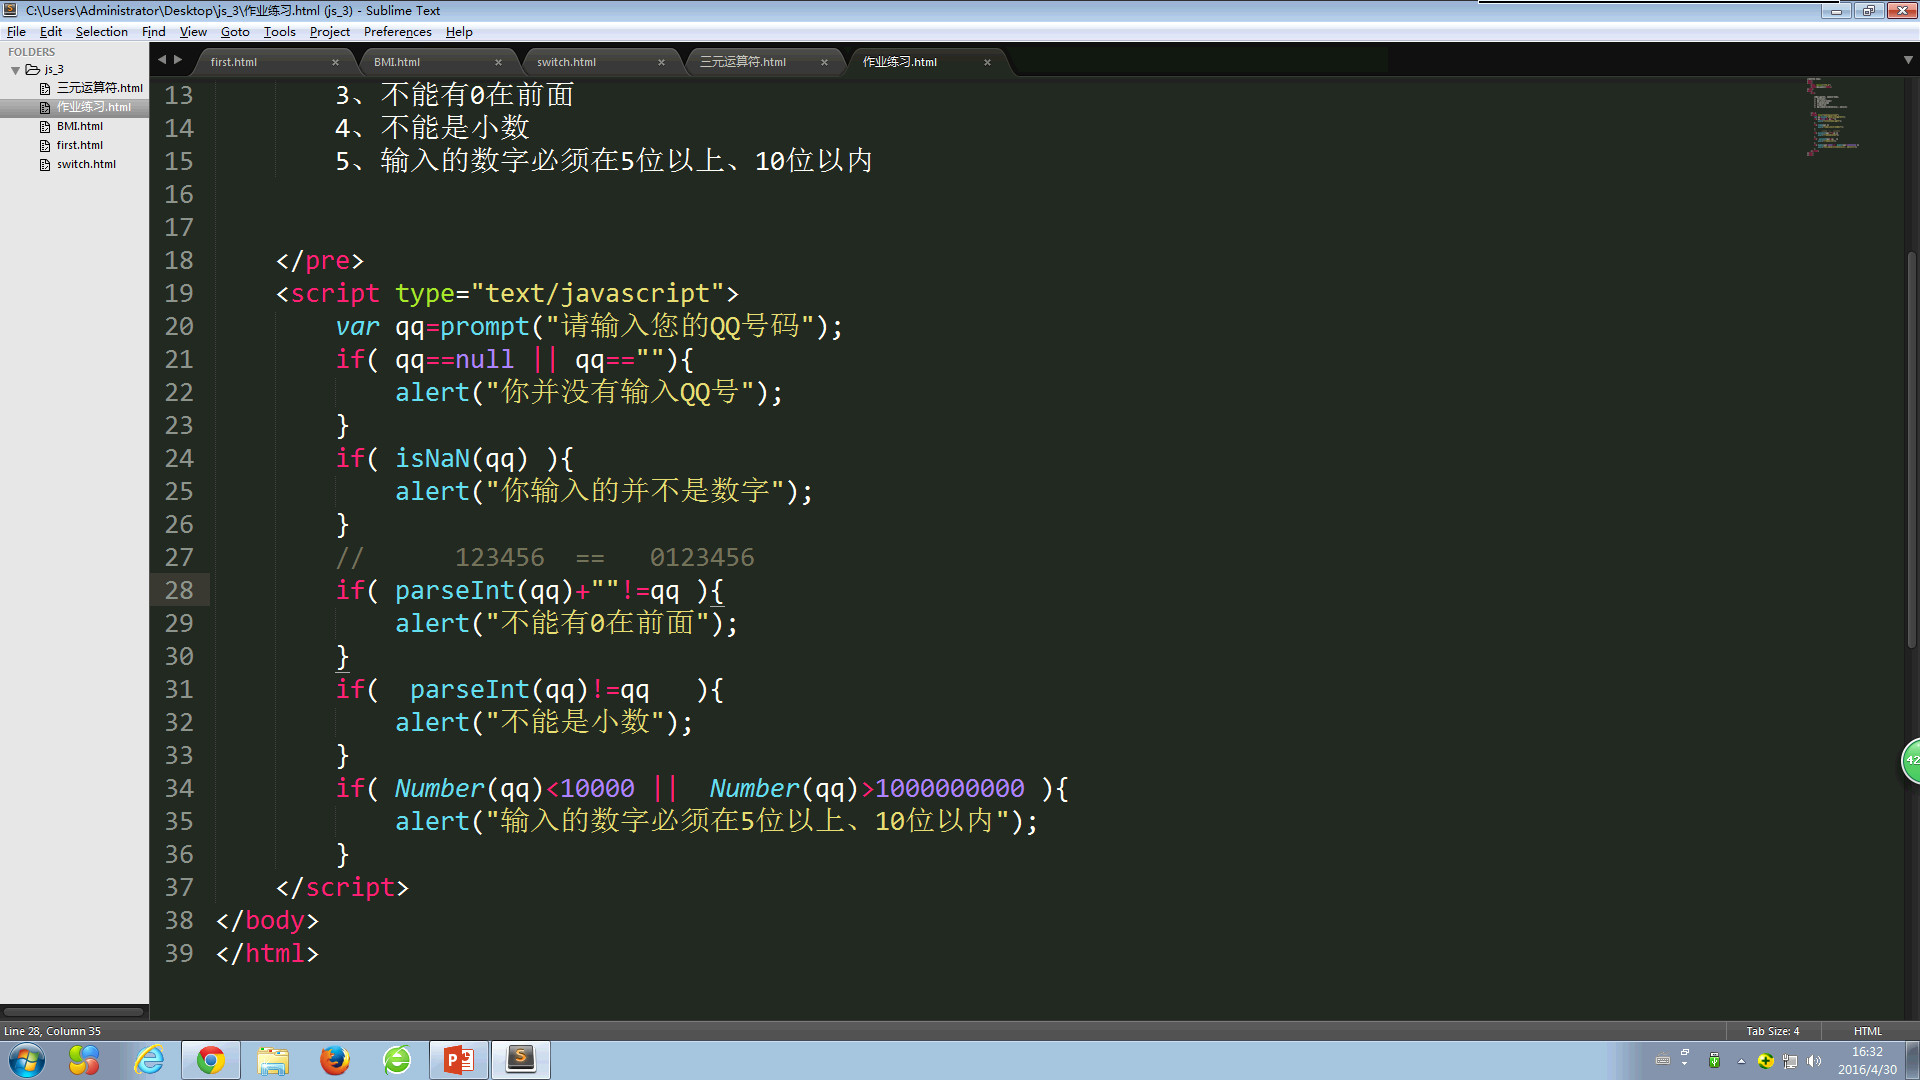 C:\Users\Administrator\Desktop\js_3\作业练习.html (js_3) - Sublime Text
File Edit Selection Find View Goto Tools Project Preferences Help
FOLDERS
js_3
三元运算符.html
作业练习.html
BMI.html
first.html
switch.html
first.html × BMI.html × switch.html × 三元运算符.html × 作业练习.html ×
13 3、不能有0在前面
14 4、不能是小数
15 5、输入的数字必须在5位以上、10位以内
16
17
18 </pre>
19 <script type="text/javascript">
20 var qq=prompt("请输入您的QQ号码");
21 if( qq==null || qq==""){
22 alert("你并没有输入QQ号");
23 }
24 if( isNaN(qq) ){
25 alert("你输入的并不是数字");
26 }
27 // 123456 == 0123456
28 if( parseInt(qq)+""!=qq ){
29 alert("不能有0在前面");
30 }
31 if( parseInt(qq)!=qq ){
32 alert("不能是小数");
33 }
34 if( Number(qq)<10000 || Number(qq)>1000000000 ){
35 alert("输入的数字必须在5位以上、10位以内");
36 }
37 </script>
38 </body>
39 </html>
42
Line 28, Column 35
Tab Size: 4 HTML
16:32
2016/4/30